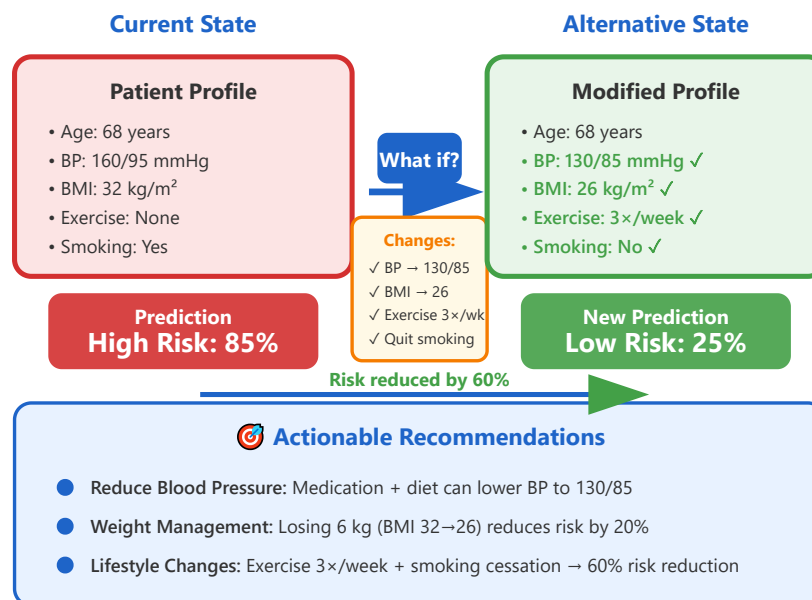 Current State
Alternative State
Patient Profile
• Age: 68 years
• BP: 160/95 mmHg
• BMI: 32 kg/m²
• Exercise: None
• Smoking: Yes
What if?
Changes:
✓ BP → 130/85
✓ BMI → 26
✓ Exercise 3×/wk
✓ Quit smoking
Modified Profile
• Age: 68 years
• BP: 130/85 mmHg ✓
• BMI: 26 kg/m² ✓
• Exercise: 3×/week ✓
• Smoking: No ✓
Prediction
High Risk: 85%
New Prediction
Low Risk: 25%
Risk reduced by 60%
🎯 Actionable Recommendations
Reduce Blood Pressure: Medication + diet can lower BP to 130/85
Weight Management: Losing 6 kg (BMI 32→26) reduces risk by 20%
Lifestyle Changes: Exercise 3×/week + smoking cessation → 60% risk reduction